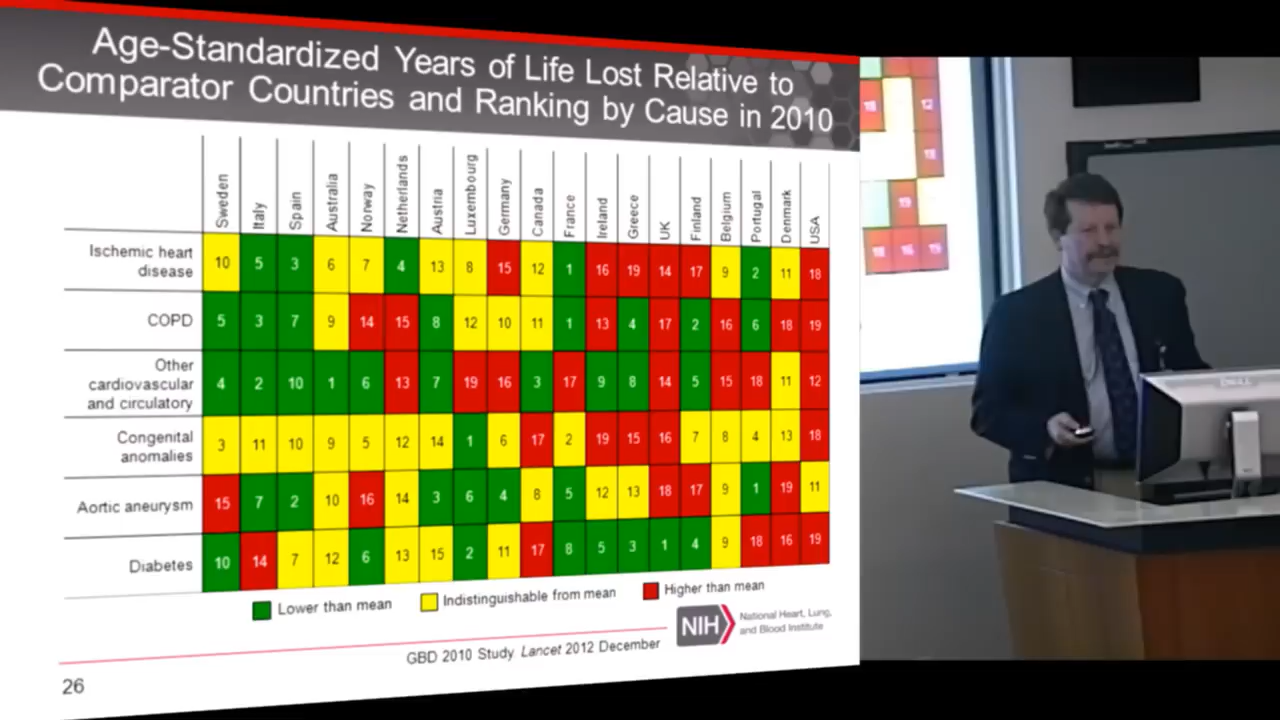 Age-Standardized Years of Life Lost Relative to
Comparator Countries and Ranking by Cause in 2010
Sweden Italy Spain Australia Norway Netherlands Austria Luxembourg Germany Canada France Ireland Greece UK Finland Belgium Portugal Denmark USA
Ischemic heart
disease
10 5 3 6 7 4 13 8 15 12 1 16 19 14 17 9 2 11 18
COPD
5 3 7 9 14 15 8 12 10 11 1 13 4 17 2 16 6 18 19
Other
cardiovascular
and circulatory
4 2 10 1 6 13 7 19 16 3 17 9 8 14 5 15 18 11 12
Congenital
anomalies
3 11 10 9 5 12 14 1 6 17 2 19 15 16 7 8 4 13 18
Aortic aneurysm
15 7 2 10 16 14 3 6 4 8 5 12 13 18 17 9 1 19 11
Diabetes
10 14 7 12 6 13 15 2 11 17 8 5 3 1 4 9 18 16 19
Lower than mean
Indistinguishable from mean
Higher than mean
NIH
National Heart, Lung,
and Blood Institute
GBD 2010 Study. Lancet 2012 December
26
18 12
19
DELL